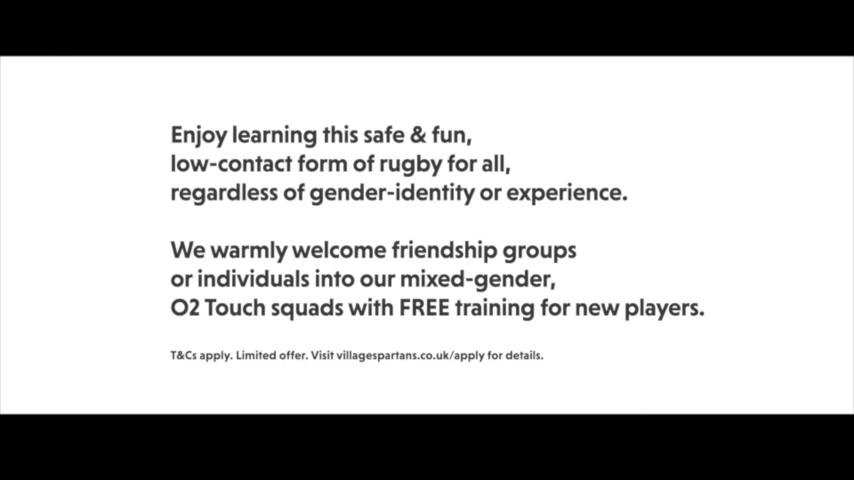 Enjoy learning this safe & fun,
low-contact form of rugby for all,
regardless of gender-identity or experience.
We warmly welcome friendship groups
or individuals into our mixed-gender,
O2 Touch squads with FREE training for new players.
T&Cs apply. Limited offer. Visit villagespartans.co.uk/apply for details.